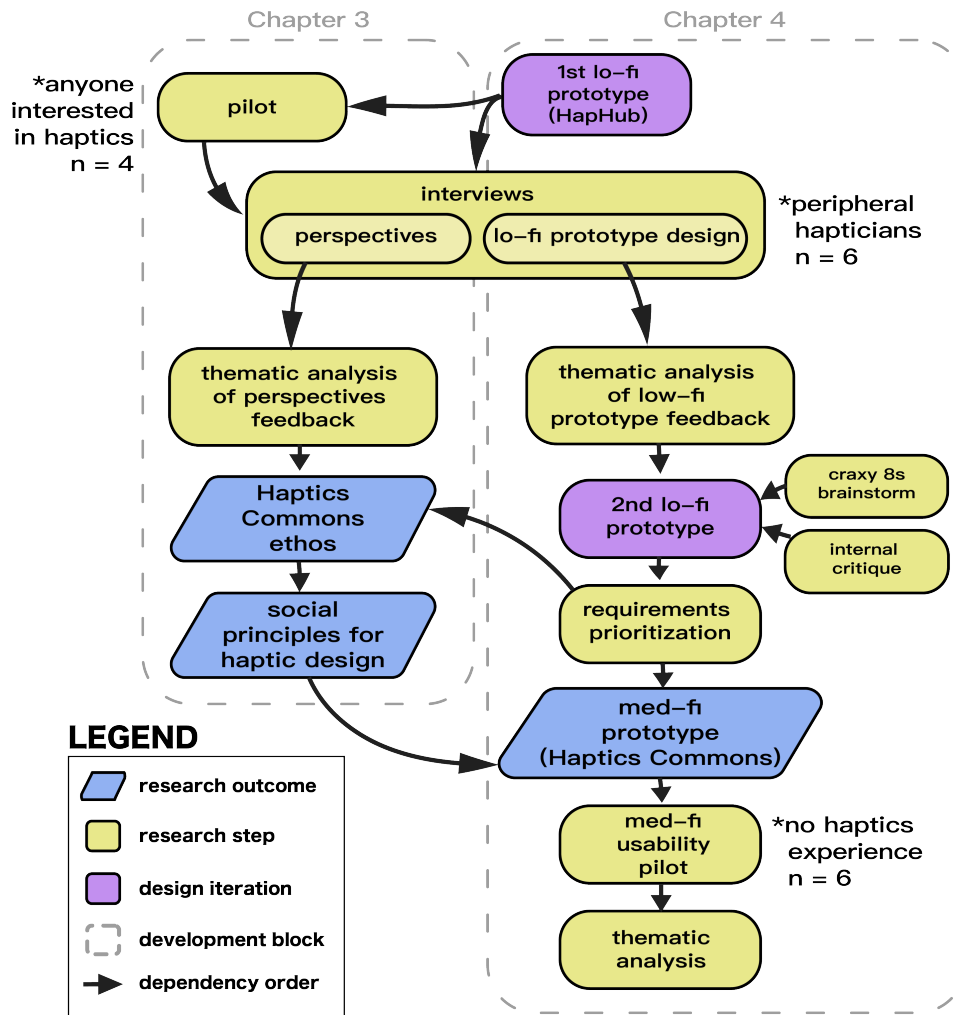 Chapter 3
Chapter 4
*anyone
interested
in haptics
n = 4
pilot
1st lo-fi
prototype
(HapHub)
interviews
perspectives
lo-fi prototype design
*peripheral
hapticians
n = 6
thematic analysis
of perspectives
feedback
thematic analysis
of low-fi
prototype feedback
Haptics
Commons
ethos
2nd lo-fi
prototype
craxy 8s
brainstorm
internal
critique
social
principles for
haptic design
requirements
prioritization
med-fi
prototype
(Haptics Commons)
med-fi
usability
pilot
*no haptics
experience
n = 6
thematic
analysis
LEGEND
research outcome
research step
design iteration
development block
dependency order